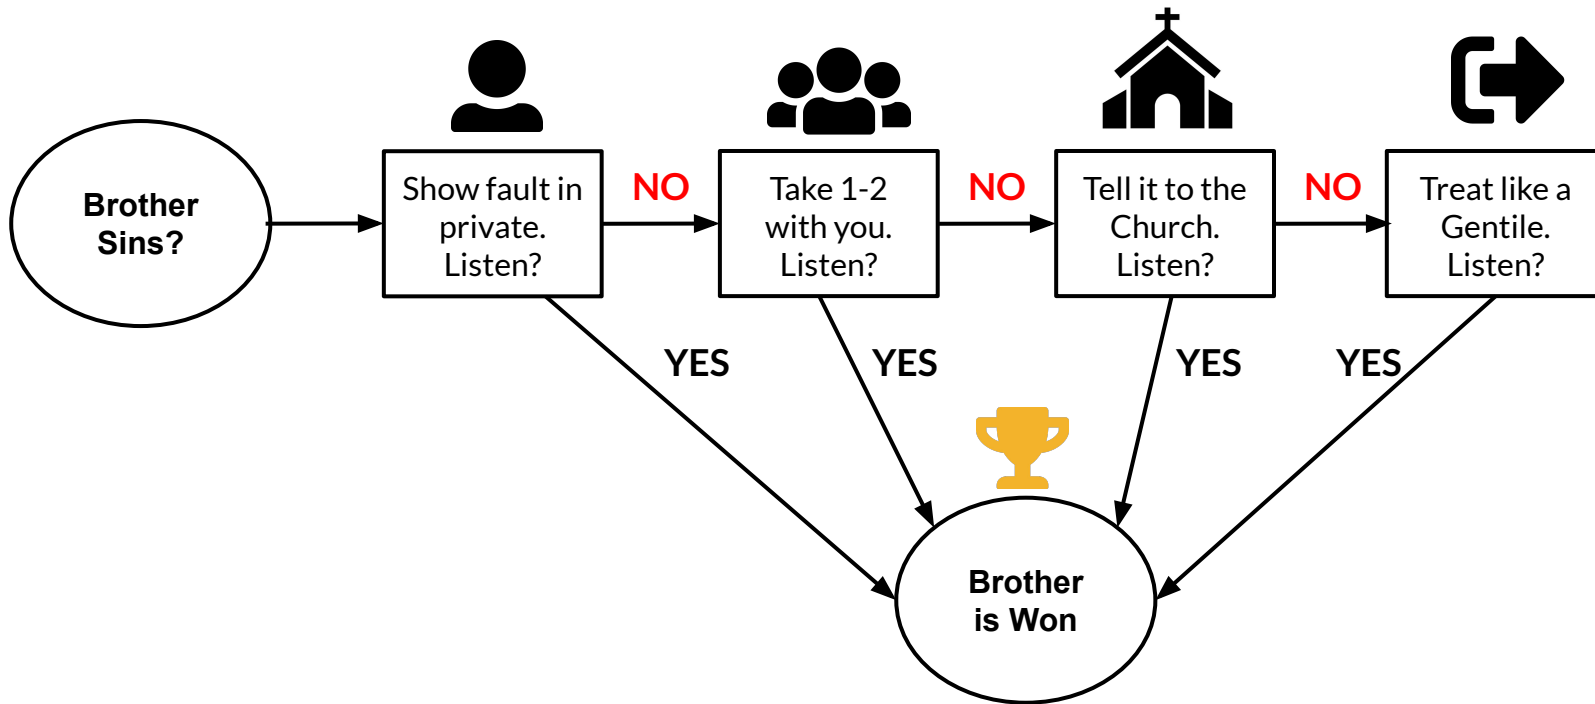 Brother
Sins?
Show fault in
private.
Listen?
NO
Take 1-2
with you.
Listen?
NO
Tell it to the
Church.
Listen?
NO
Treat like a
Gentile.
Listen?
YES
YES
YES
YES
Brother
is Won